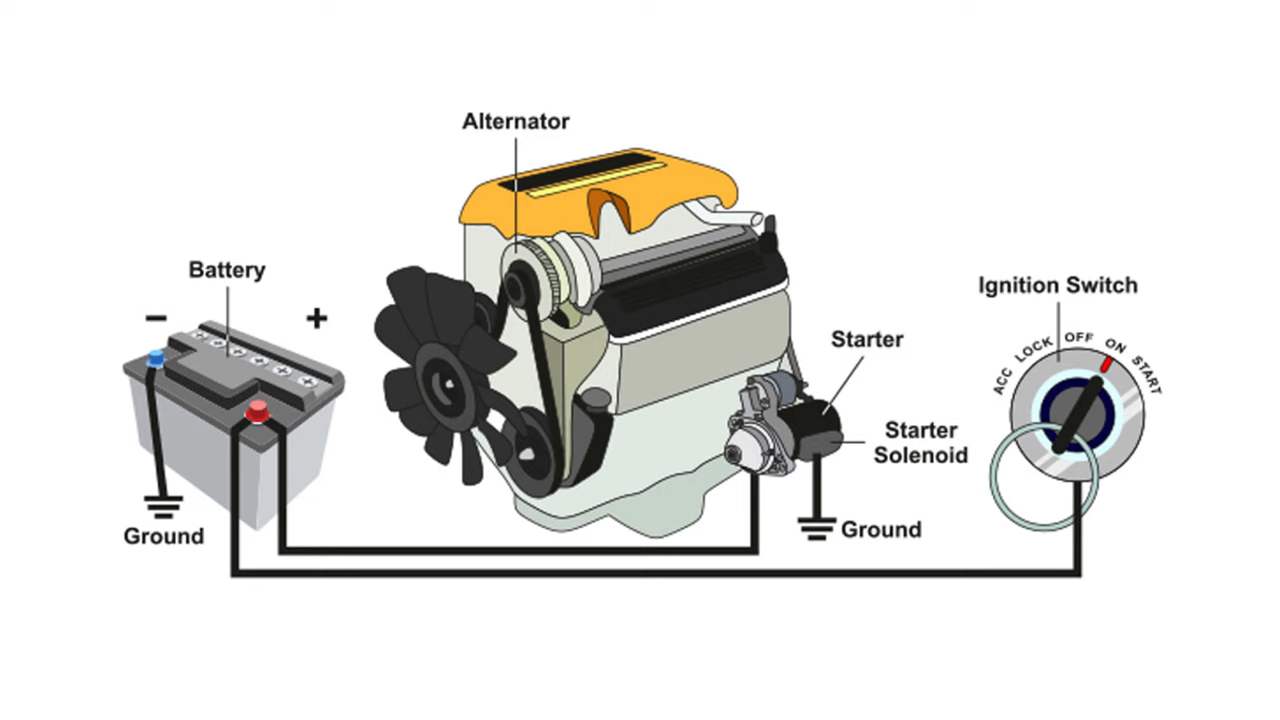 Alternator
Battery
− +
Ground
Starter
Starter
Solenoid
Ground
Ignition Switch
ACC LOCK OFF ON START